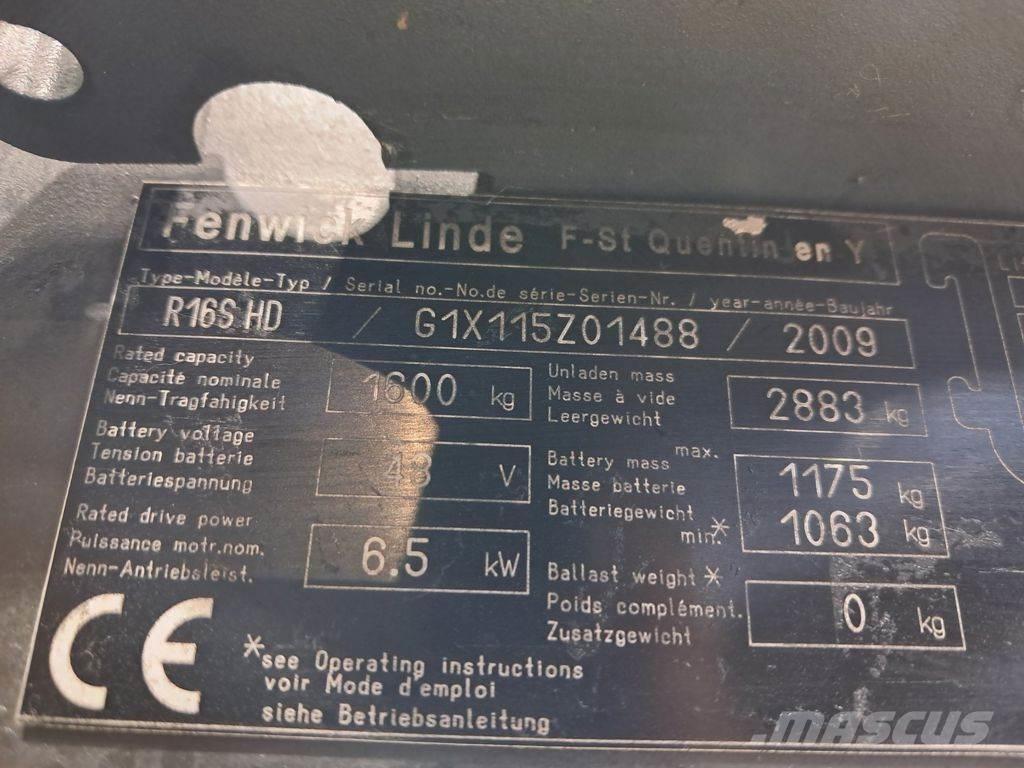 Fenwick Linde F-St Quentin en Y
Type-Modèle-Typ / Serial no.-No.de série-Serien-Nr. / year-année-Baujahr
R16S HD / G1X115Z01488 / 2009
Rated capacity
Capacité nominale
Nenn-Tragfähigkeit
1600 kg
Unladen mass
Masse à vide
Leergewicht
2883 kg
Battery voltage
Tension batterie
Batteriespannung
48 V
max.
Battery mass
Masse batterie
Batteriegewicht
min.*
1175 kg
1063 kg
Rated drive power
Puissance motr.nom.
Nenn-Antriebsleist.
6.5 kW
Ballast weight *
Poids complément.
Zusatzgewicht
0 kg
CE
*see Operating instructions
voir Mode d'emploi
siehe Betriebsanleitung
MASCUS